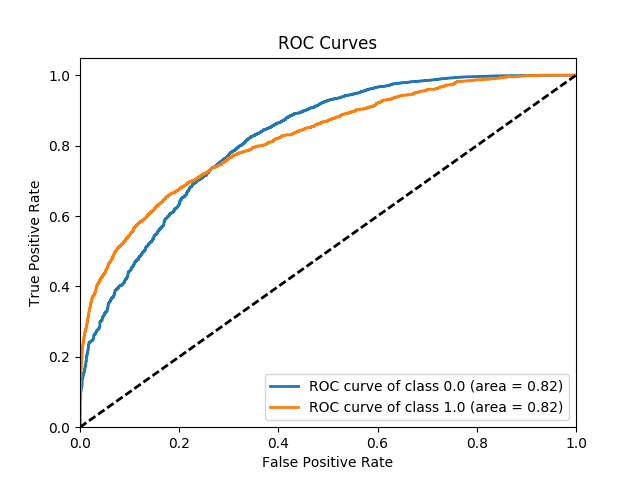 ROC Curves
True Positive Rate
1.0
0.8
0.6
0.4
0.2
0.0
ROC curve of class 0.0 (area = 0.82)
ROC curve of class 1.0 (area = 0.82)
0.0 0.2 0.4 0.6 0.8 1.0
False Positive Rate